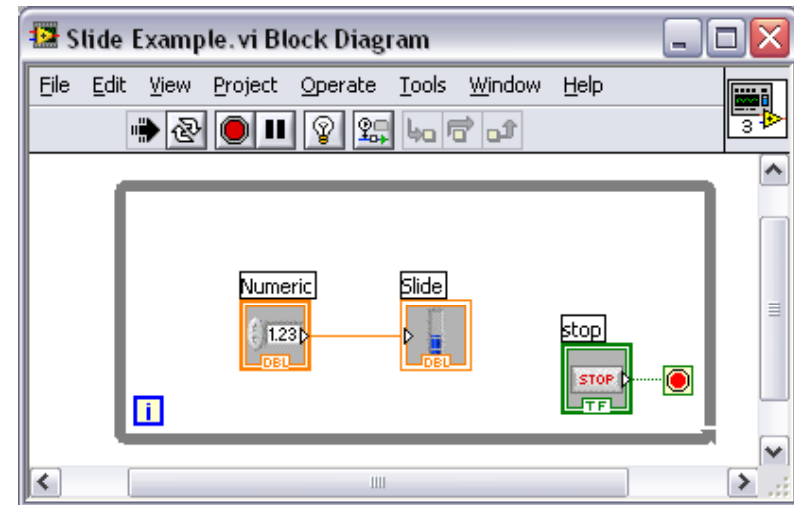 Slide Example.vi Block Diagram
File Edit View Project Operate Tools Window Help
3
Numeric
Slide
1.23
DBL
DBL
stop
STOP
TF
i